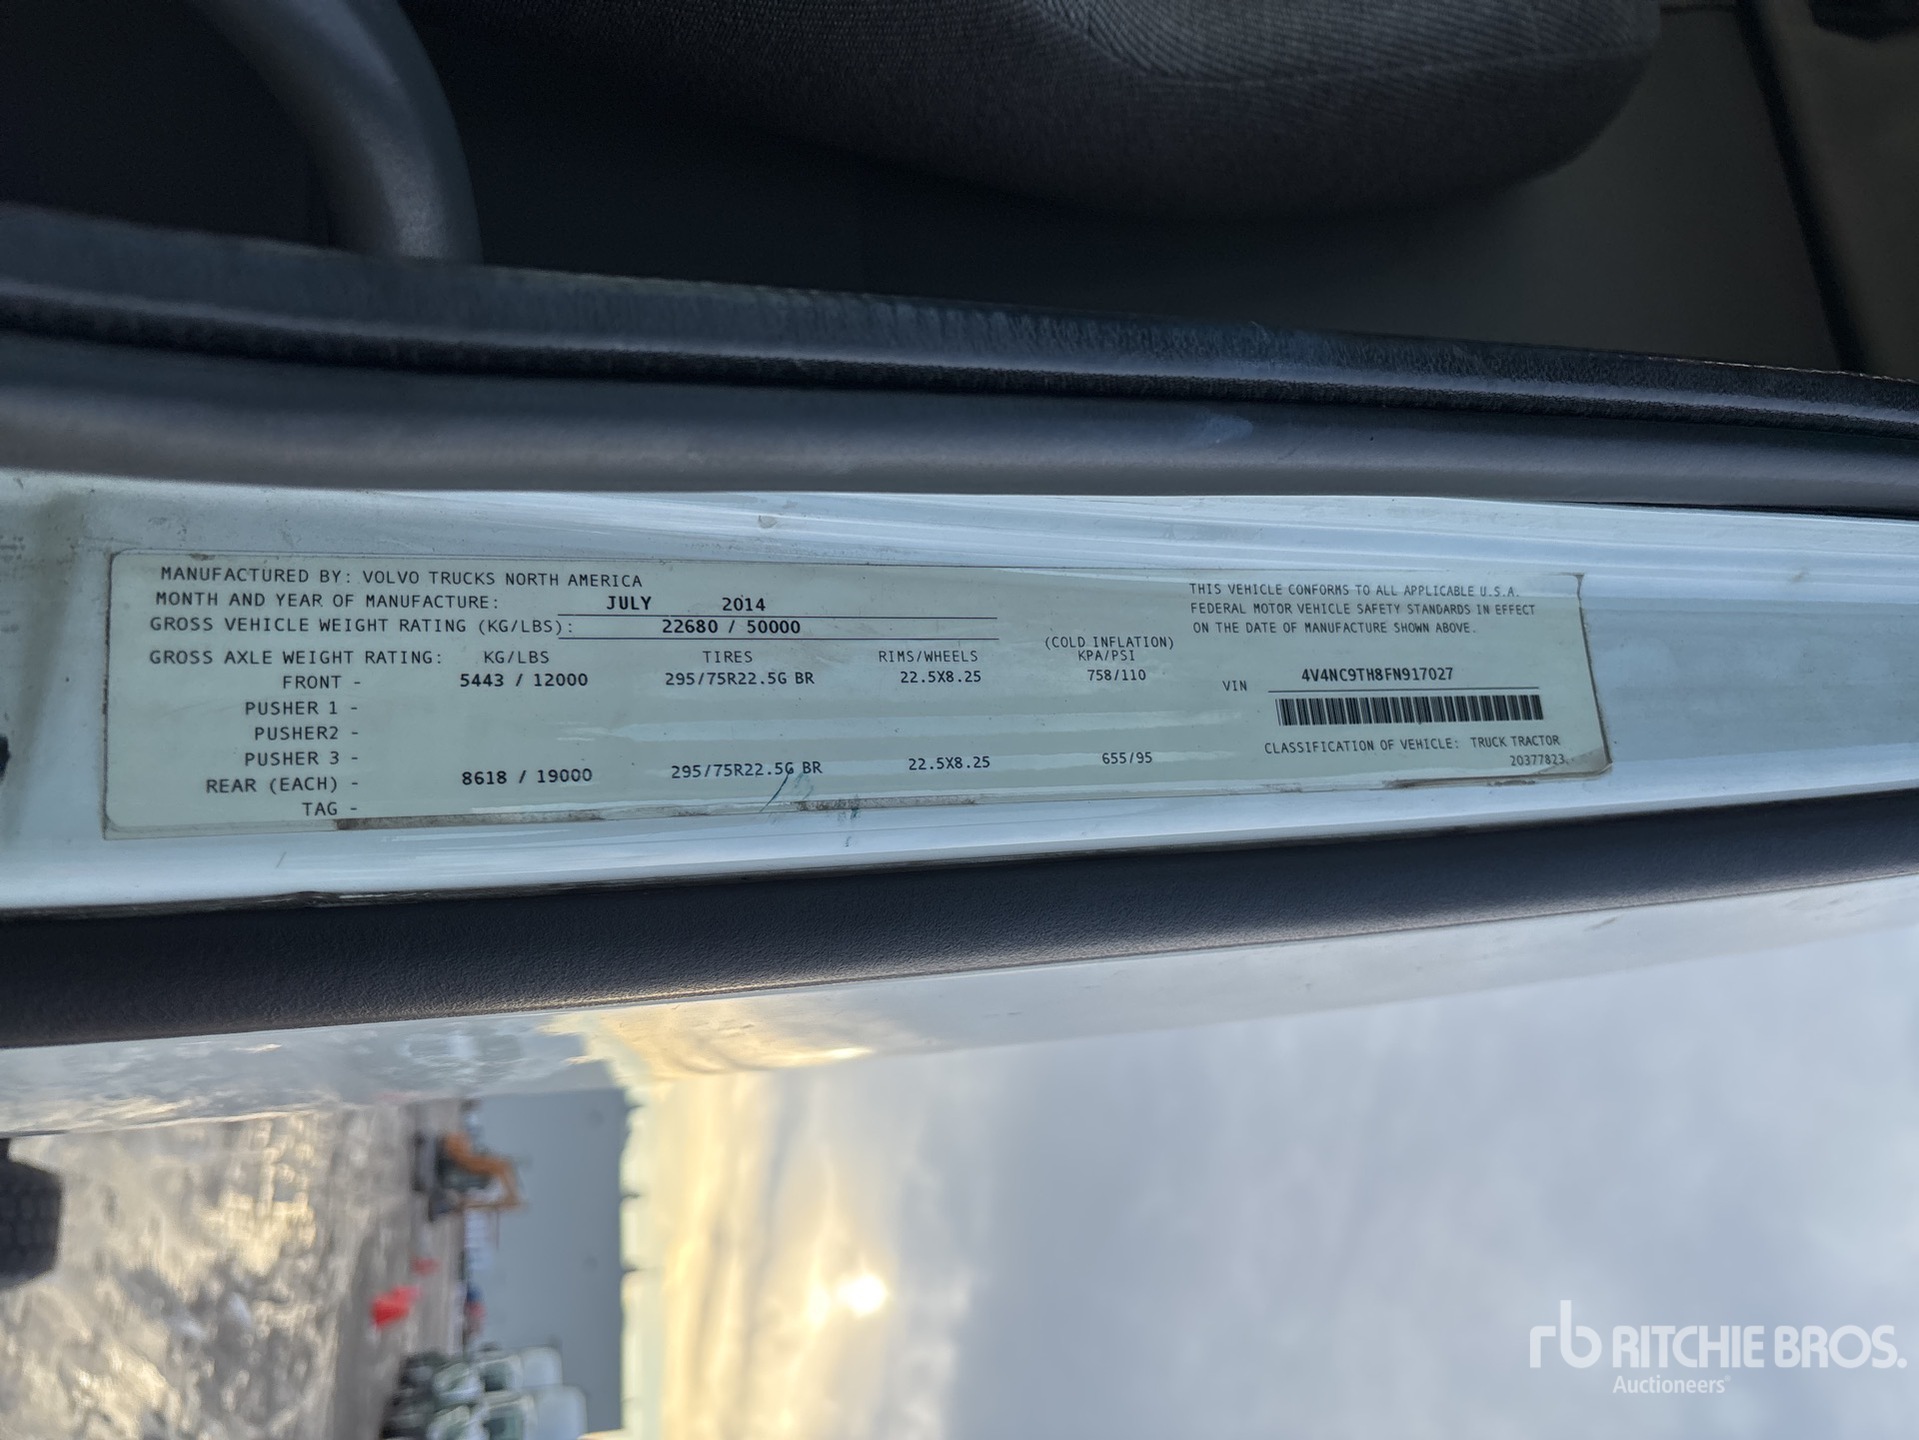 MANUFACTURED BY: VOLVO TRUCKS NORTH AMERICA
MONTH AND YEAR OF MANUFACTURE: JULY 2014
GROSS VEHICLE WEIGHT RATING (KG/LBS): 22680 / 50000
GROSS AXLE WEIGHT RATING: KG/LBS TIRES RIMS/WHEELS (COLD INFLATION) KPA/PSI
FRONT - 5443 / 12000 295/75R22.5G BR 22.5X8.25 758/110
PUSHER 1 -
PUSHER2 -
PUSHER 3 -
REAR (EACH) - 8618 / 19000 295/75R22.5G BR 22.5X8.25 655/95
TAG -
THIS VEHICLE CONFORMS TO ALL APPLICABLE U.S.A.
FEDERAL MOTOR VEHICLE SAFETY STANDARDS IN EFFECT
ON THE DATE OF MANUFACTURE SHOWN ABOVE.
VIN 4V4NC9TH8FN917027
CLASSIFICATION OF VEHICLE: TRUCK TRACTOR
20377823
rb RITCHIE BROS.
Auctioneers